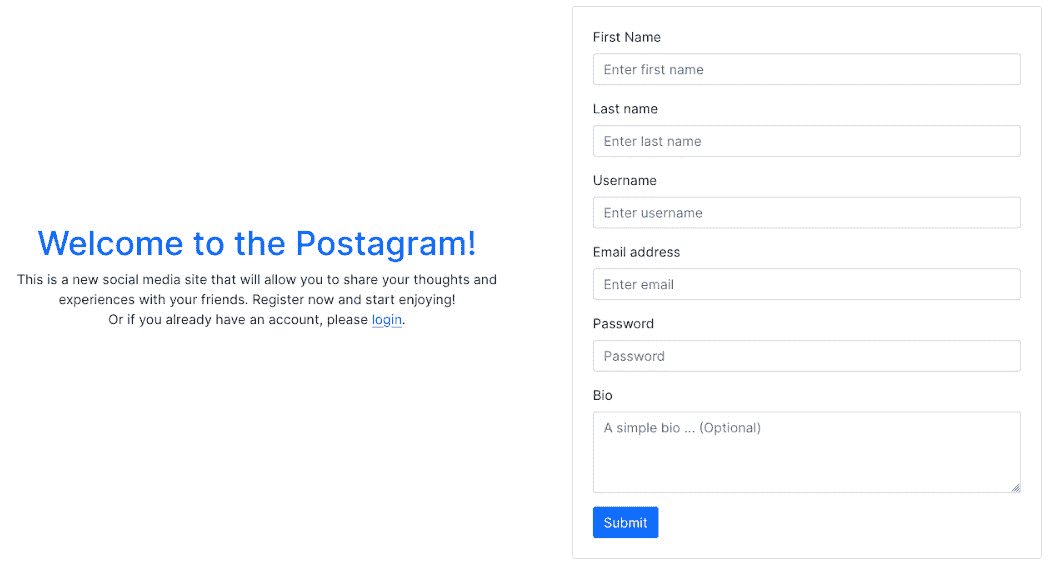 Welcome to the Postagram!
This is a new social media site that will allow you to share your thoughts and
experiences with your friends. Register now and start enjoying!
Or if you already have an account, please login.
First Name
Enter first name
Last name
Enter last name
Username
Enter username
Email address
Enter email
Password
Password
Bio
A simple bio ... (Optional)
Submit